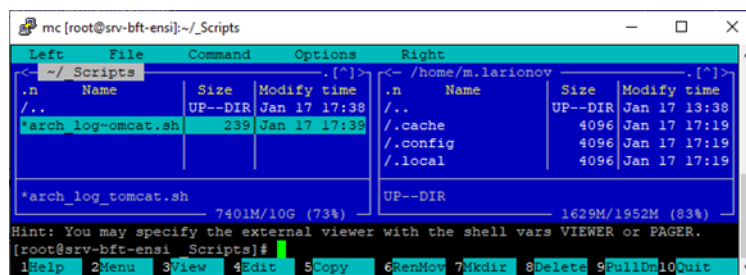 mc [root@srv-bft-ensi]:~/_Scripts
Left File Command Options Right
<- ~/_Scripts .[^]> <- /home/m.larionov .[^]>
.n Name Size Modify time .n Name Size Modify time
/.. UP--DIR Jan 17 17:38 /.. UP--DIR Jan 17 13:38
*arch_log~omcat.sh 239 Jan 17 17:39 /.cache 4096 Jan 17 17:19
/.config 4096 Jan 17 17:19
/.local 4096 Jan 17 17:19
*arch_log_tomcat.sh UP--DIR
7401M/10G (73%) 1629M/1952M (83%)
Hint: You may specify the external viewer with the shell vars VIEWER or PAGER.
[root@srv-bft-ensi _Scripts]#
1Help 2Menu 3View 4Edit 5Copy 6RenMov 7Mkdir 8Delete 9PullDn 10Quit